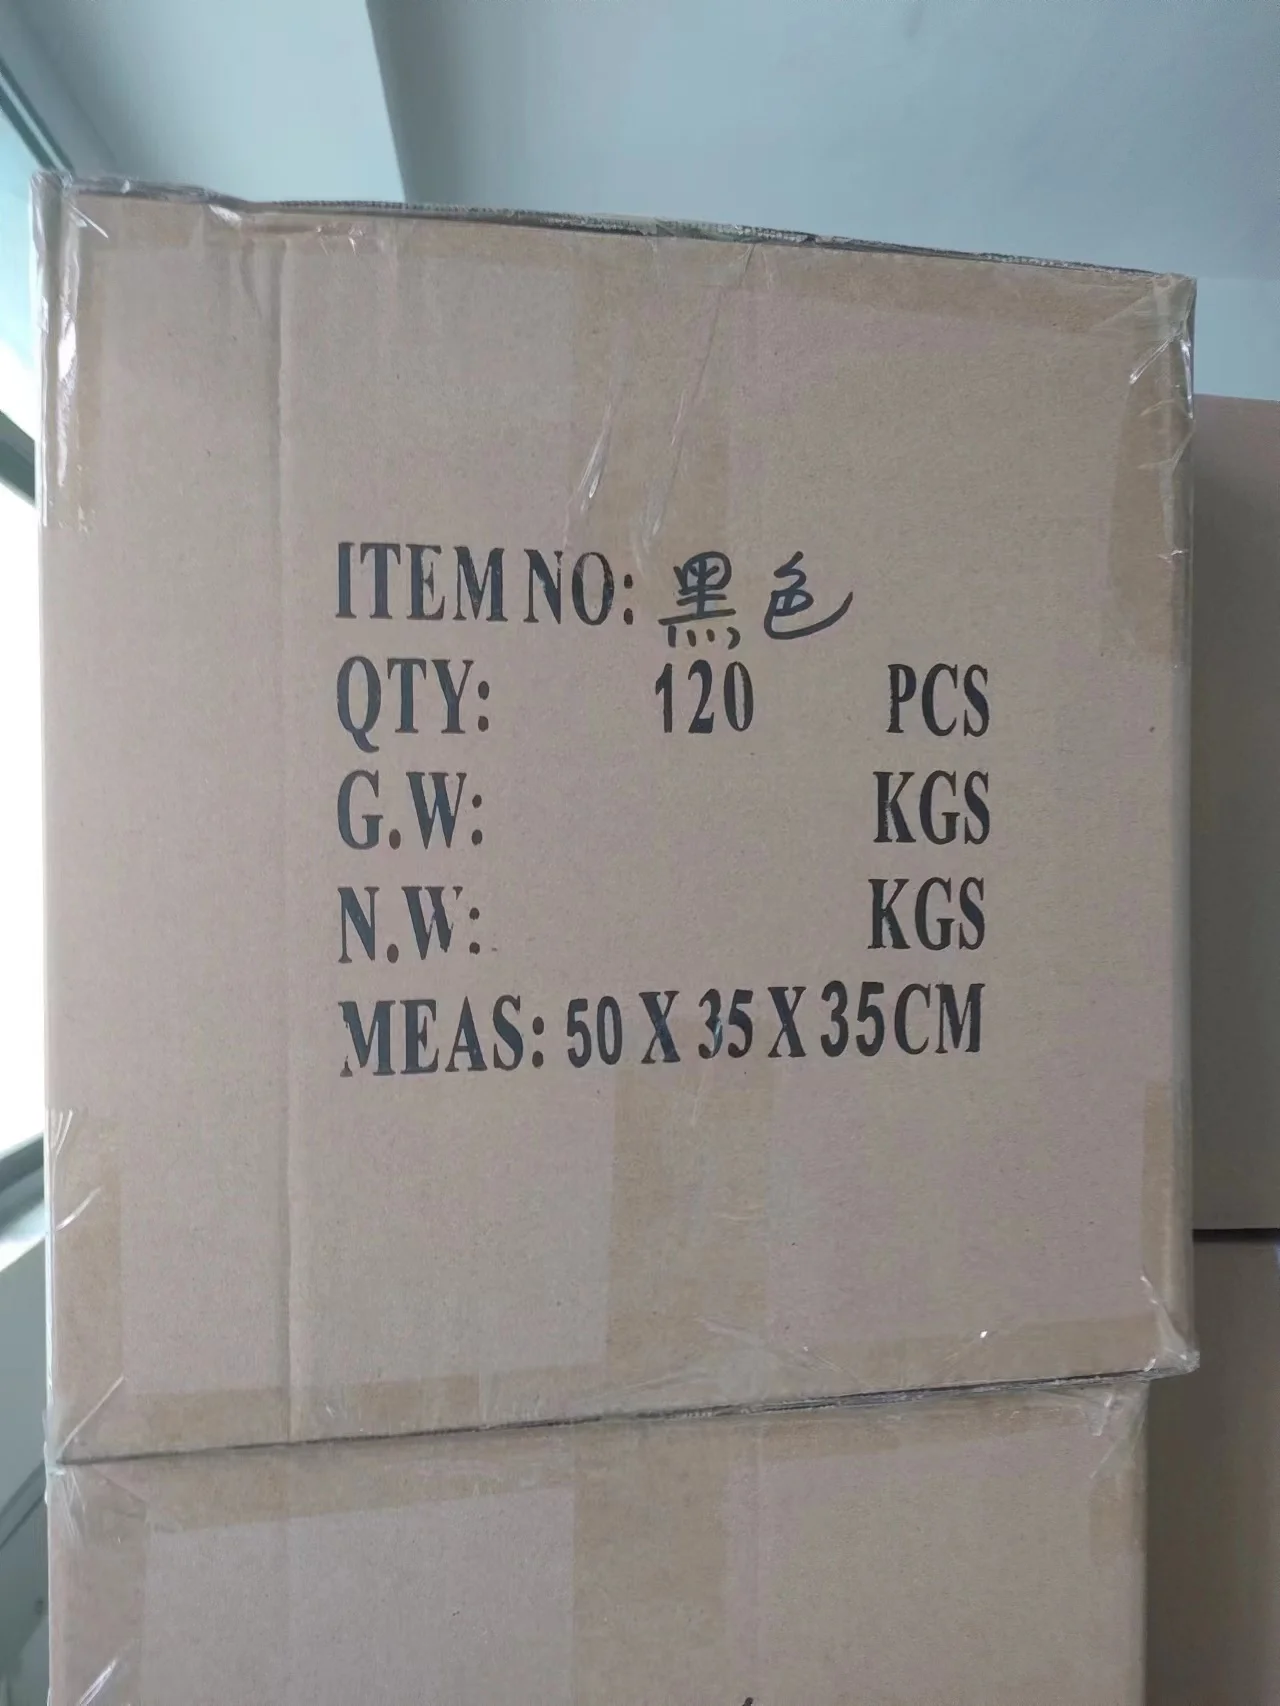 ITEM NO: 黑色
QTY: 120 PCS
G.W: KGS
N.W: KGS
MEAS: 50 X 35 X 35CM